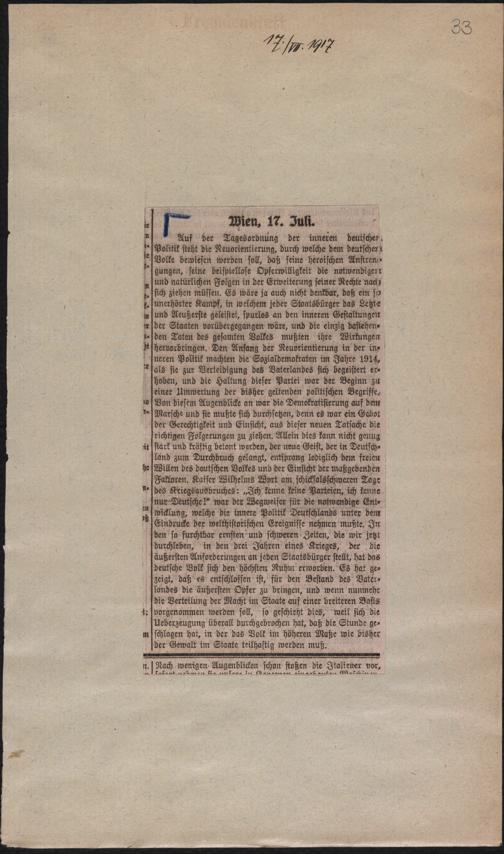 Fremdenblatt
33
17./VII. 1917
Wien, 17. Juli.
Auf der Tagesordnung der inneren deutschen
Politik steht die Neuorientierung, durch welche dem deutschen
Volke bewiesen werden soll, daß seine heroischen Anstren-
gungen, seine beispiellose Opferwilligkeit die notwendigen
und natürlichen Folgen in der Erweiterung seiner Rechte nach
sich ziehen müssen. Es wäre ja auch nicht denkbar, daß ein so
unerhörter Kampf, in welchem jeder Staatsbürger das Letzte
und Aeußerste geleistet, spurlos an den inneren Gestaltungen
der Staaten vorübergegangen wäre, und die einzig dastehen-
den Taten des gesamten Volkes mußten ihre Wirkungen
hervorbringen. Den Anfang der Neuorientierung in der in-
neren Politik machten die Sozialdemokraten im Jahre 1914,
als sie zur Verteidigung des Vaterlandes sich begeistert er-
hoben, und die Haltung dieser Partei war der Beginn zu
einer Umwertung der bisher geltenden politischen Begriffe.
Von diesem Augenblick an war die Demokratisierung auf dem
Marsche und sie mußte sich durchsetzen, denn es war ein Gebot
der Gerechtigkeit und Einsicht, aus dieser neuen Tatsache die
richtigen Folgerungen zu ziehen. Allein dies kann nicht genug
stark und kräftig betont werden, der neue Geist, der in Deutsch-
land zum Durchbruch gelangt, entsprang lediglich dem freien
Willen des deutschen Volkes und der Einsicht der maßgebenden
Faktoren. Kaiser Wilhelms Wort am schicksalsschweren Tage
des Kriegsausbruches: „Ich kenne keine Parteien, ich kenne
nur Deutsche!" war der Wegweiser für die notwendige Ent-
wicklung, welche die innere Politik Deutschlands unter dem
Eindrucke der welthistorischen Ereignisse nehmen mußte. In
den so furchtbar ernsten und schweren Zeiten, die wir jetzt
durchleben, in den drei Jahren eines Krieges, der die
äußersten Anforderungen an jeden Staatsbürger stellt, hat das
deutsche Volk sich den höchsten Ruhm erworben. Es hat ge-
zeigt, daß es entschlossen ist, für den Bestand des Vater-
landes die äußersten Opfer zu bringen, und wenn nunmehr
die Verteilung der Macht im Staate auf einer breiteren Basis
vorgenommen werden soll, so geschieht dies, weil sich die
Ueberzeugung überall durchgebrochen hat, daß die Stunde ge-
schlagen hat, in der das Volk im höheren Maße wie bisher
der Gewalt im Staate teilhaftig werden muß.
Nach wenigen Augenblicken schon stoßen die Italiener vor,